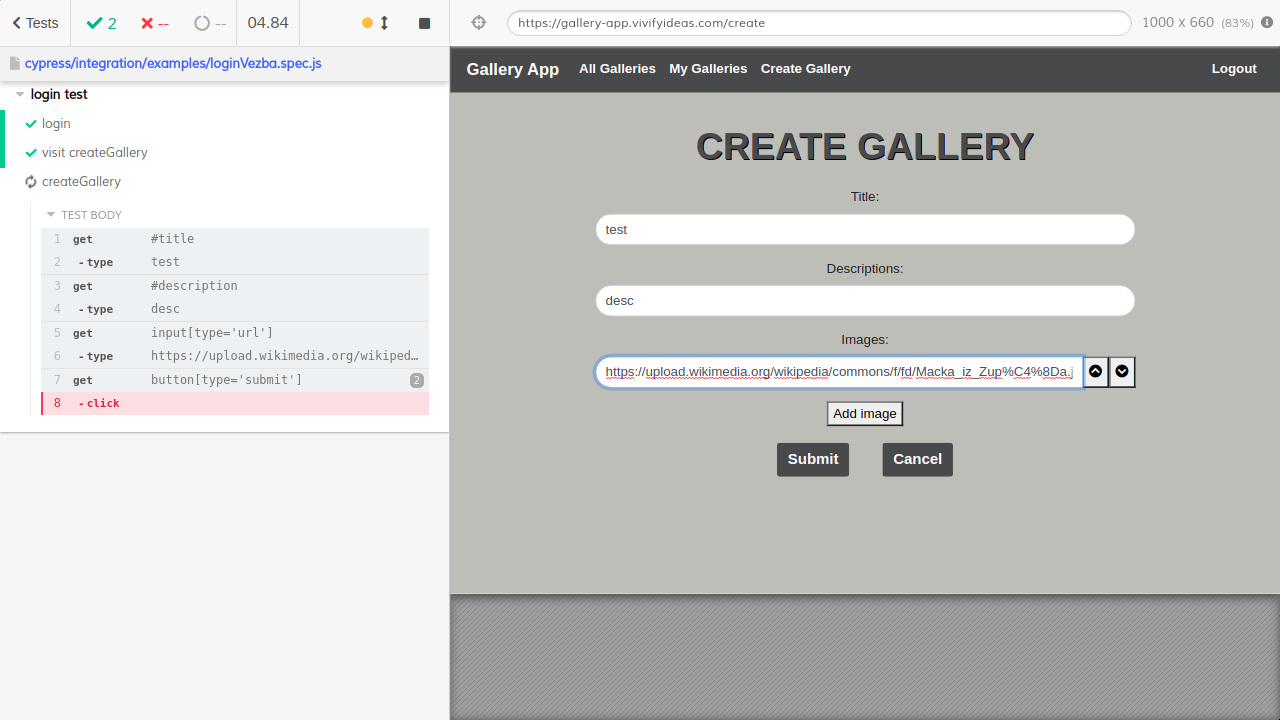 Tests 2 -- -- 04.84 https://gallery-app.vivifyideas.com/create 1000 x 660 (83%)
cypress/integration/examples/loginVezba.spec.js
Gallery App All Galleries My Galleries Create Gallery Logout
login test
login
visit createGallery
createGallery
TEST BODY
1 get #title
2 -type test
3 get #description
4 -type desc
5 get input[type='url']
6 -type https://upload.wikimedia.org/wikiped…
7 get button[type='submit'] 2
8 -click
CREATE GALLERY
Title:
test
Descriptions:
desc
Images:
https://upload.wikimedia.org/wikipedia/commons/f/fd/Macka_iz_Zup%C4%8Da.j
Add image
Submit Cancel